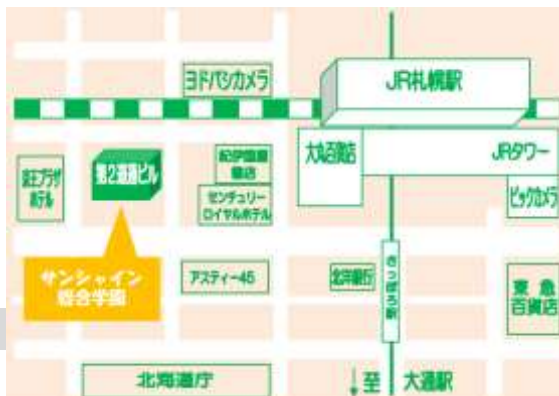 ヨドバシカメラ
JR札幌駅
京王プラザ
ホテル
第2道通ビル
紀伊國屋
書店
センチュリー
ロイヤルホテル
大丸百貨店
JRタワー
ビックカメラ
サンシャイン
総合学園
アスティー45
北洋銀行
さっぽろ駅
東急
百貨店
北海道庁
↓至 大通駅